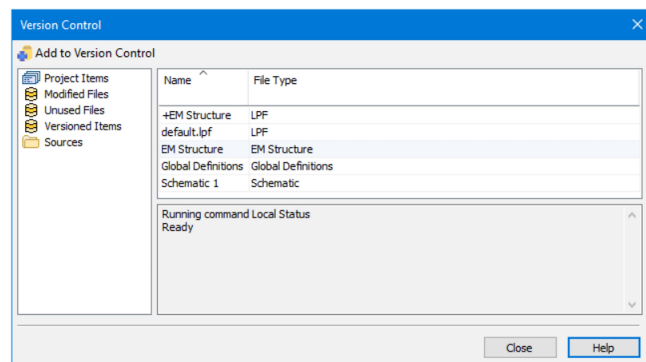 Version Control
Add to Version Control
Project Items
Modified Files
Unused Files
Versioned Items
Sources
Name File Type
+EM Structure LPF
default.lpf LPF
EM Structure EM Structure
Global Definitions Global Definitions
Schematic 1 Schematic
Running command Local Status
Ready
Close Help